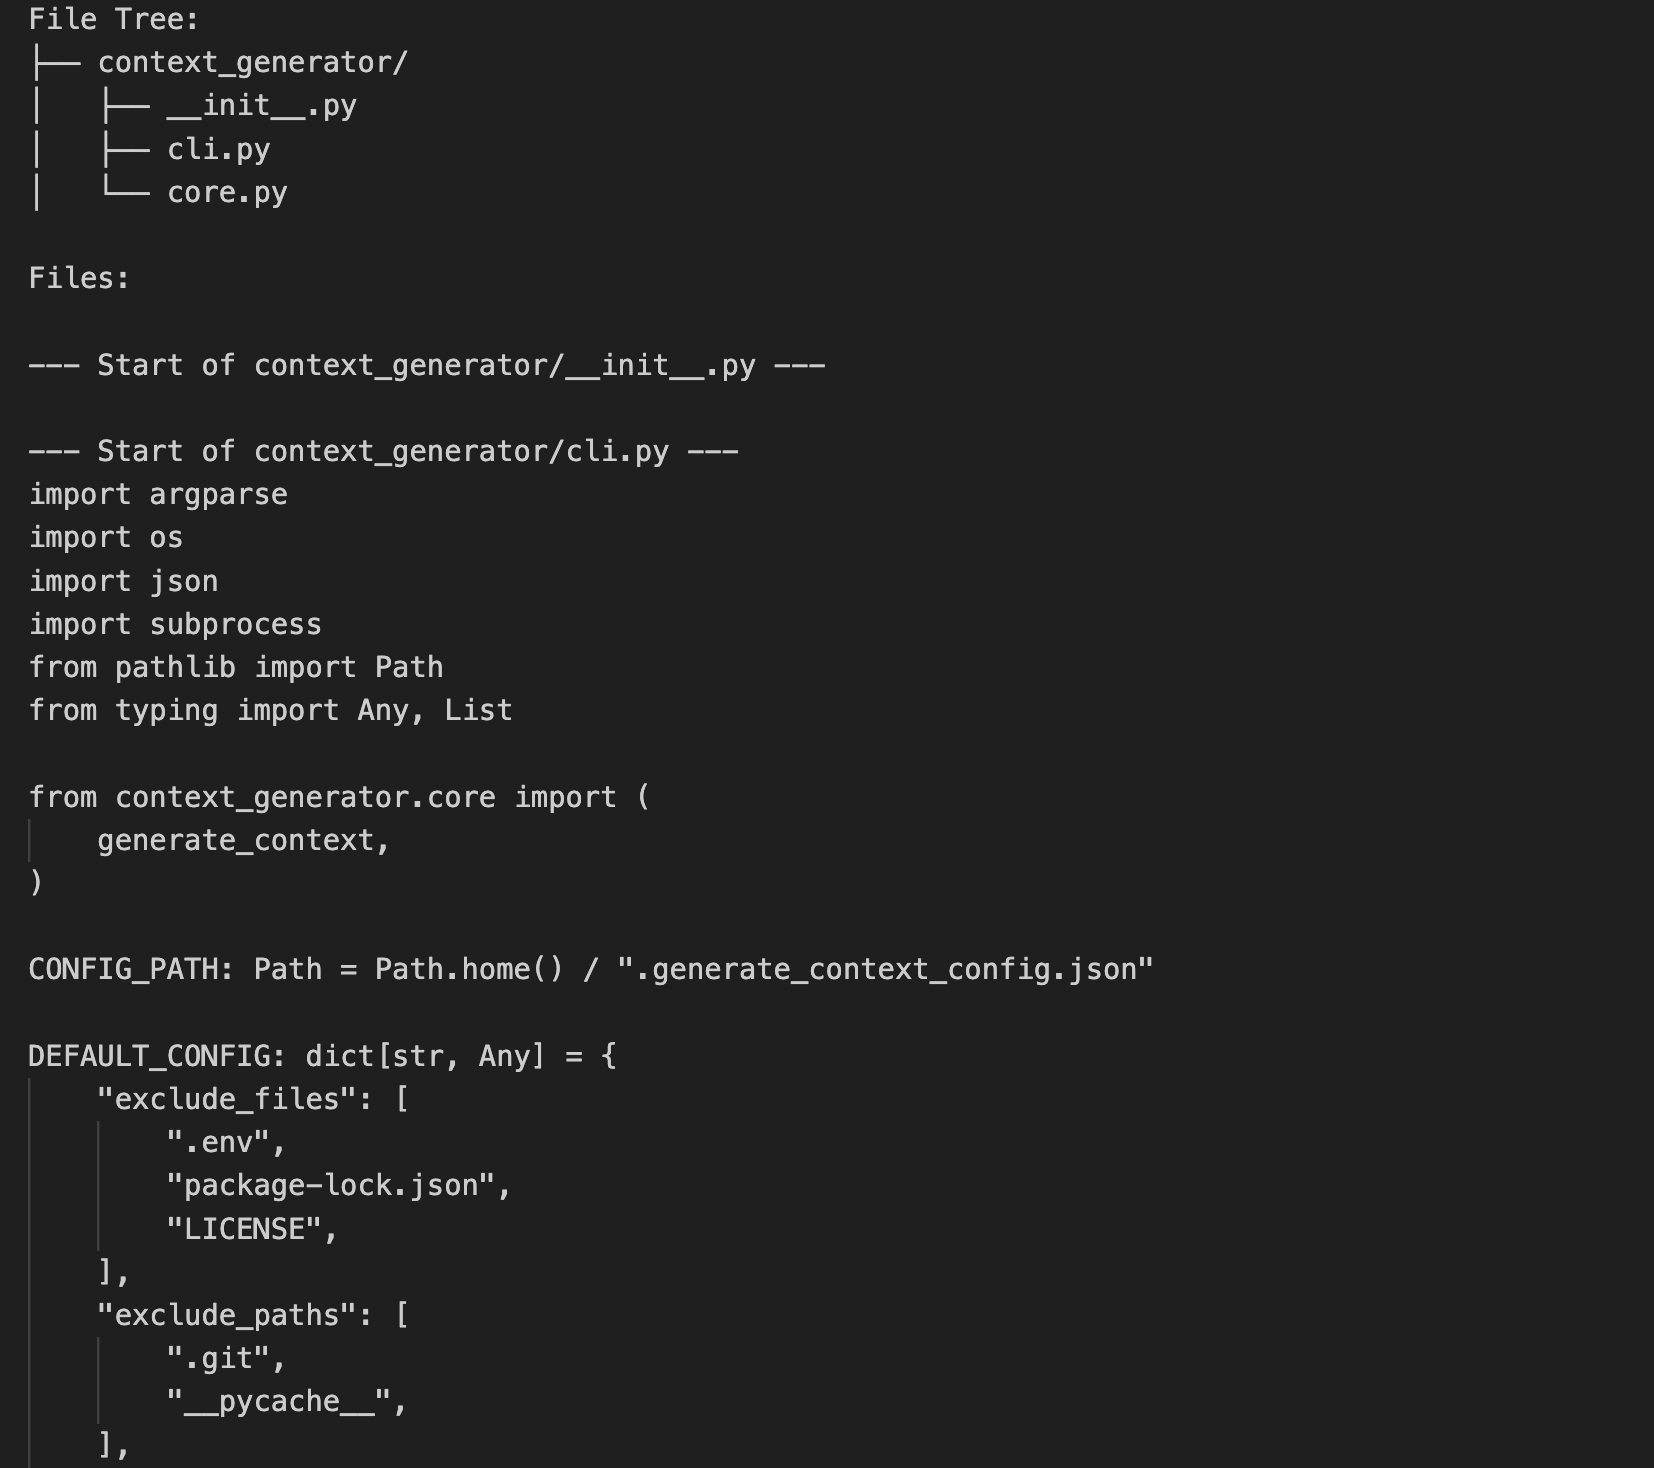 File Tree:
├── context_generator/
│   ├── __init__.py
│   ├── cli.py
│   └── core.py

Files:

--- Start of context_generator/__init__.py ---

--- Start of context_generator/cli.py ---
import argparse
import os
import json
import subprocess
from pathlib import Path
from typing import Any, List

from context_generator.core import (
    generate_context,
)

CONFIG_PATH: Path = Path.home() / ".generate_context_config.json"

DEFAULT_CONFIG: dict[str, Any] = {
    "exclude_files": [
        ".env",
        "package-lock.json",
        "LICENSE",
    ],
    "exclude_paths": [
        ".git",
        "__pycache__",
    ],